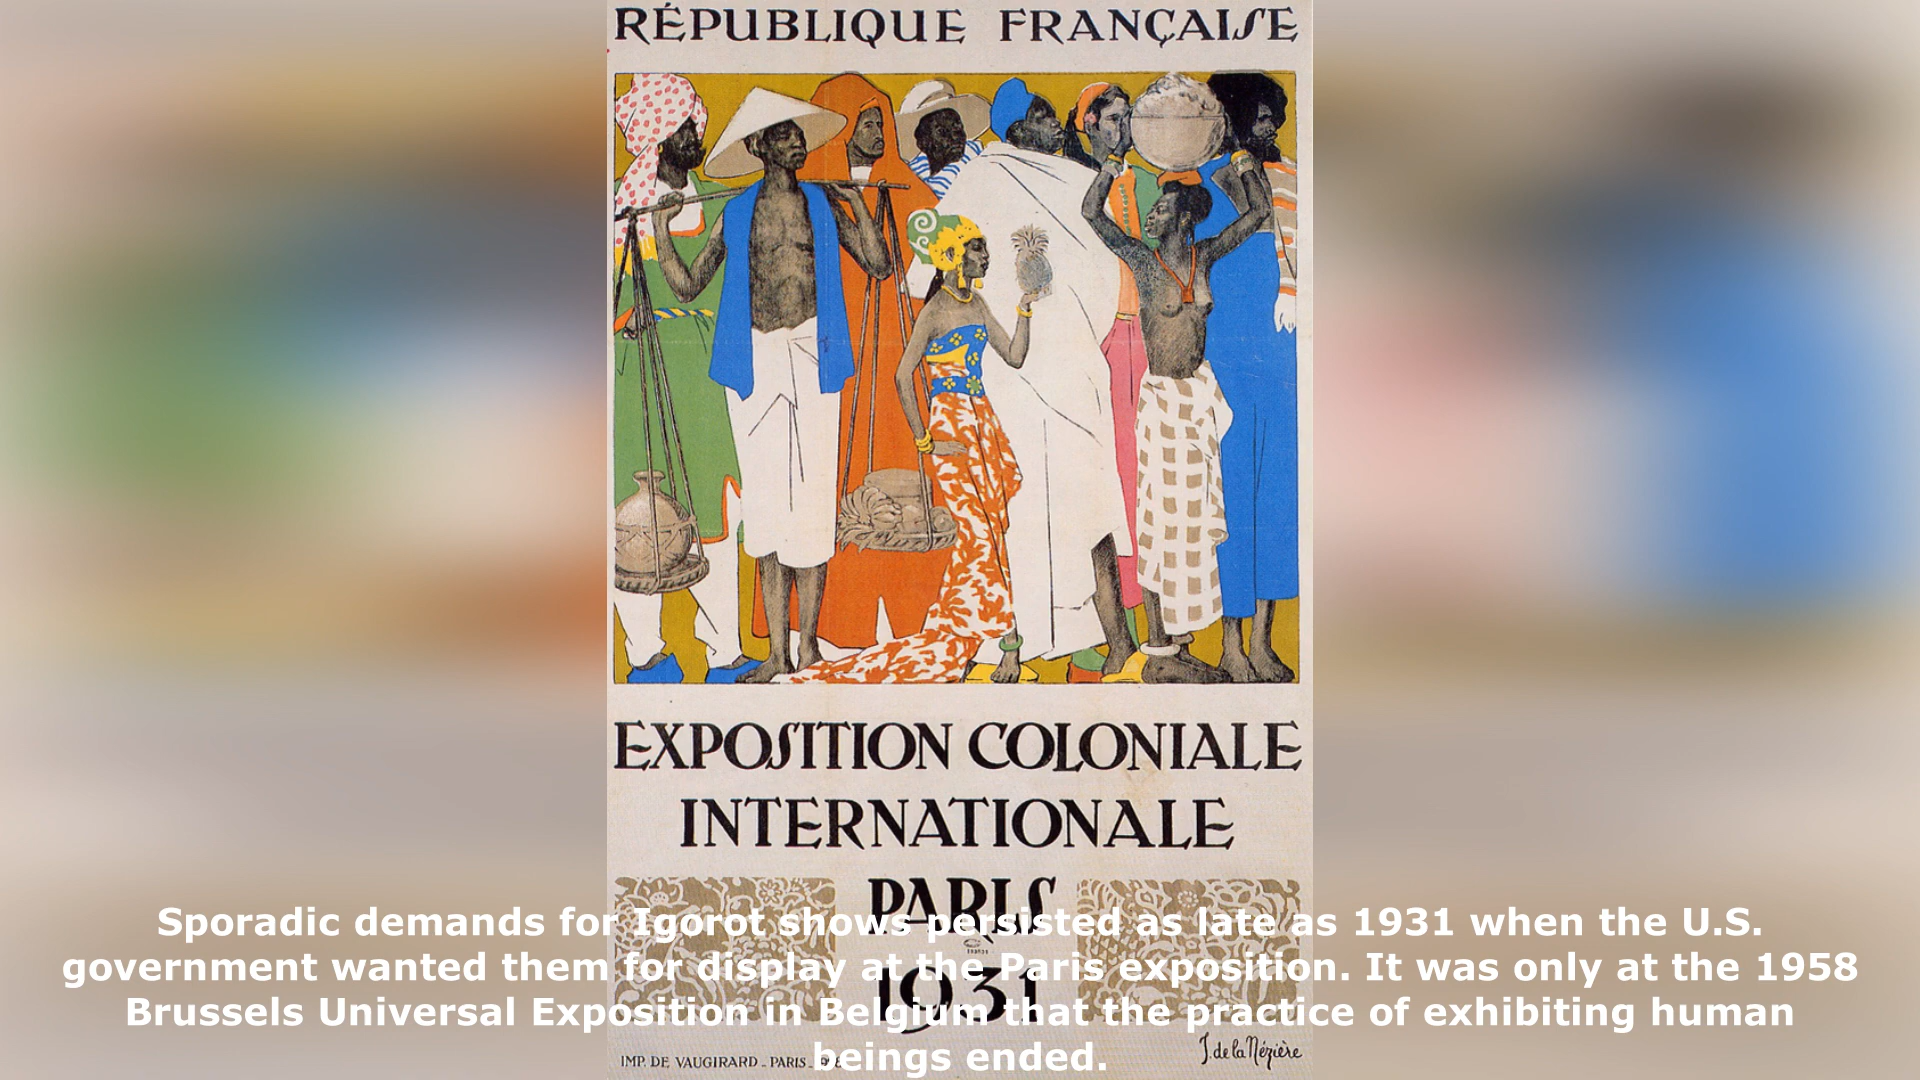 RÉPUBLIQUE FRANÇAISE
EXPOSITION COLONIALE
INTERNATIONALE
PARIS
1931
Sporadic demands for Igorot shows persisted as late as 1931 when the U.S.
government wanted them for display at the Paris exposition. It was only at the 1958
Brussels Universal Exposition in Belgium that the practice of exhibiting human
beings ended.
IMP. DE VAUGIRARD - PARIS -
J. de la Nézière